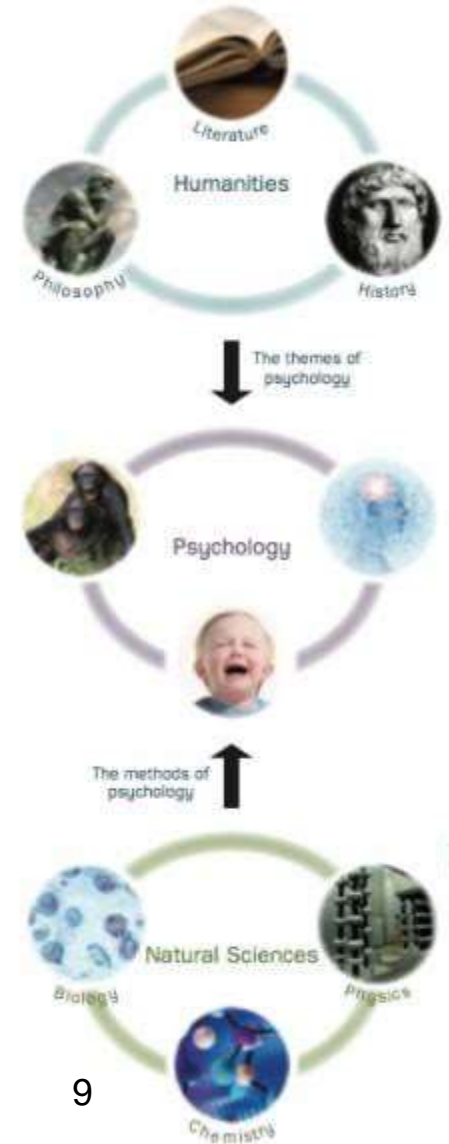 Literature
Humanities
Philosophy
History
The themes of
psychology
Psychology
The methods of
psychology
Natural Sciences
Biology
Physics
Chemistry
9